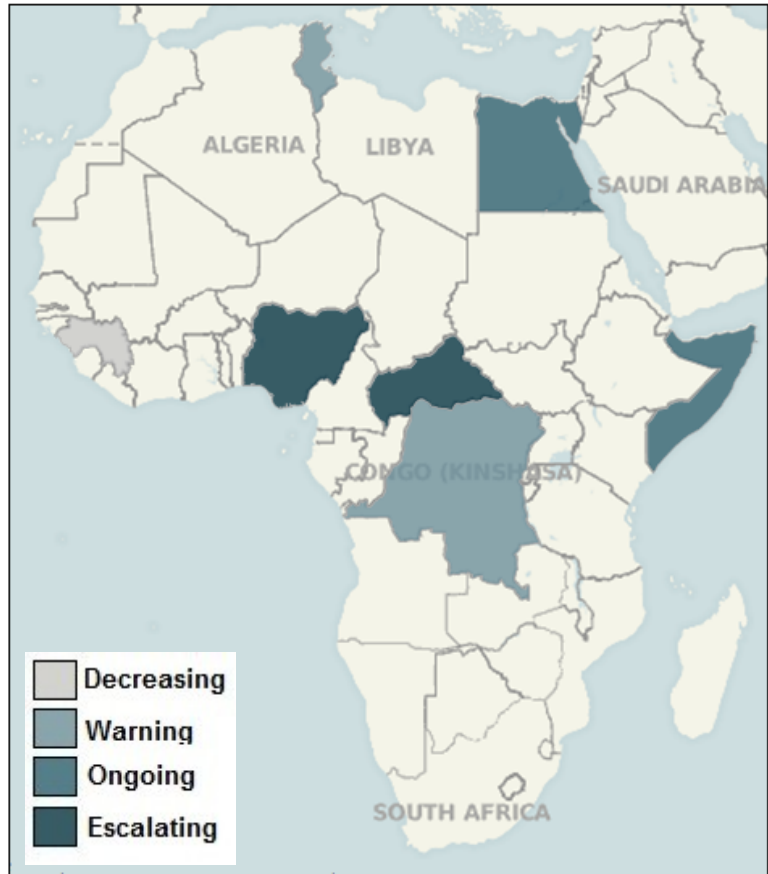 ALGERIA
LIBYA
SAUDI ARABIA
CONGO (KINSHASA)
Decreasing
Warning
Ongoing
Escalating
SOUTH AFRICA